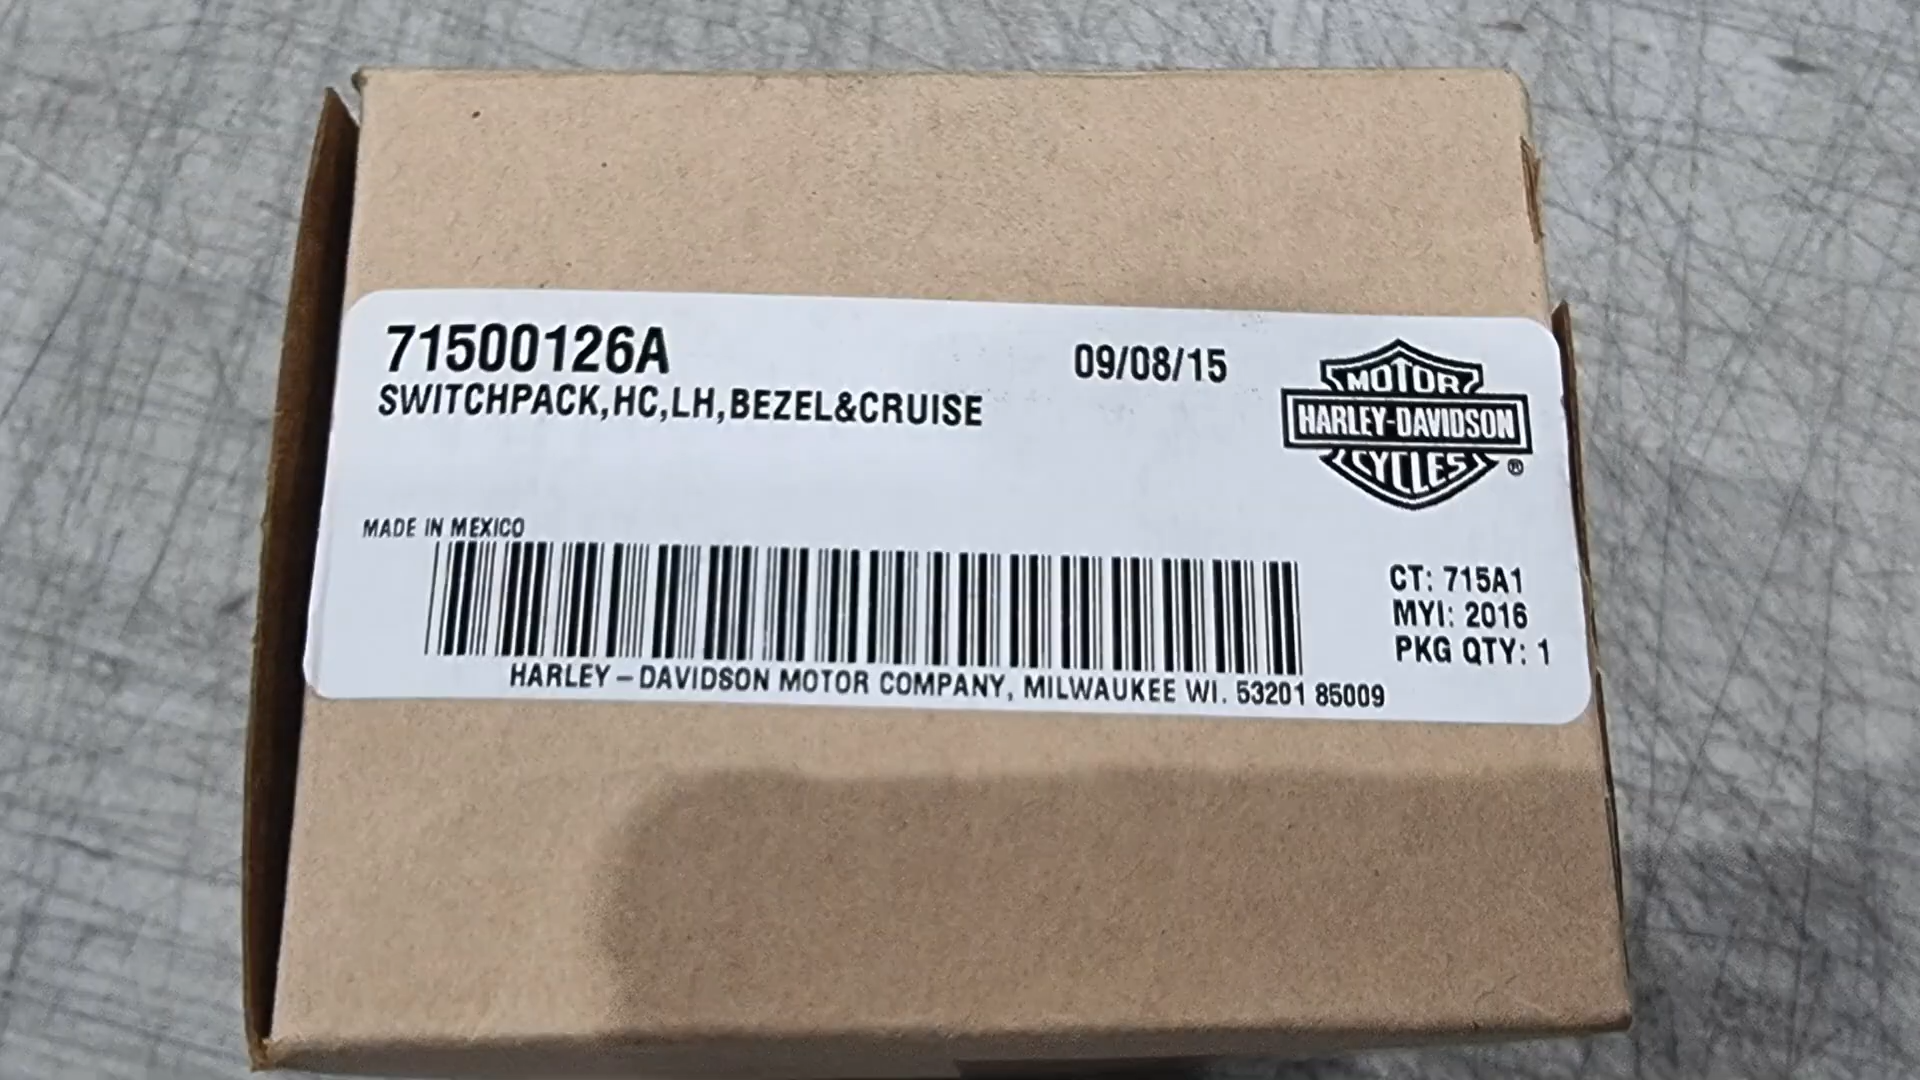 71500126A
09/08/15
SWITCHPACK,HC,LH,BEZEL&CRUISE
MOTOR
HARLEY-DAVIDSON
CYCLES
®
MADE IN MEXICO
CT: 715A1
MYI: 2016
PKG QTY: 1
HARLEY–DAVIDSON MOTOR COMPANY, MILWAUKEE WI. 53201 85009